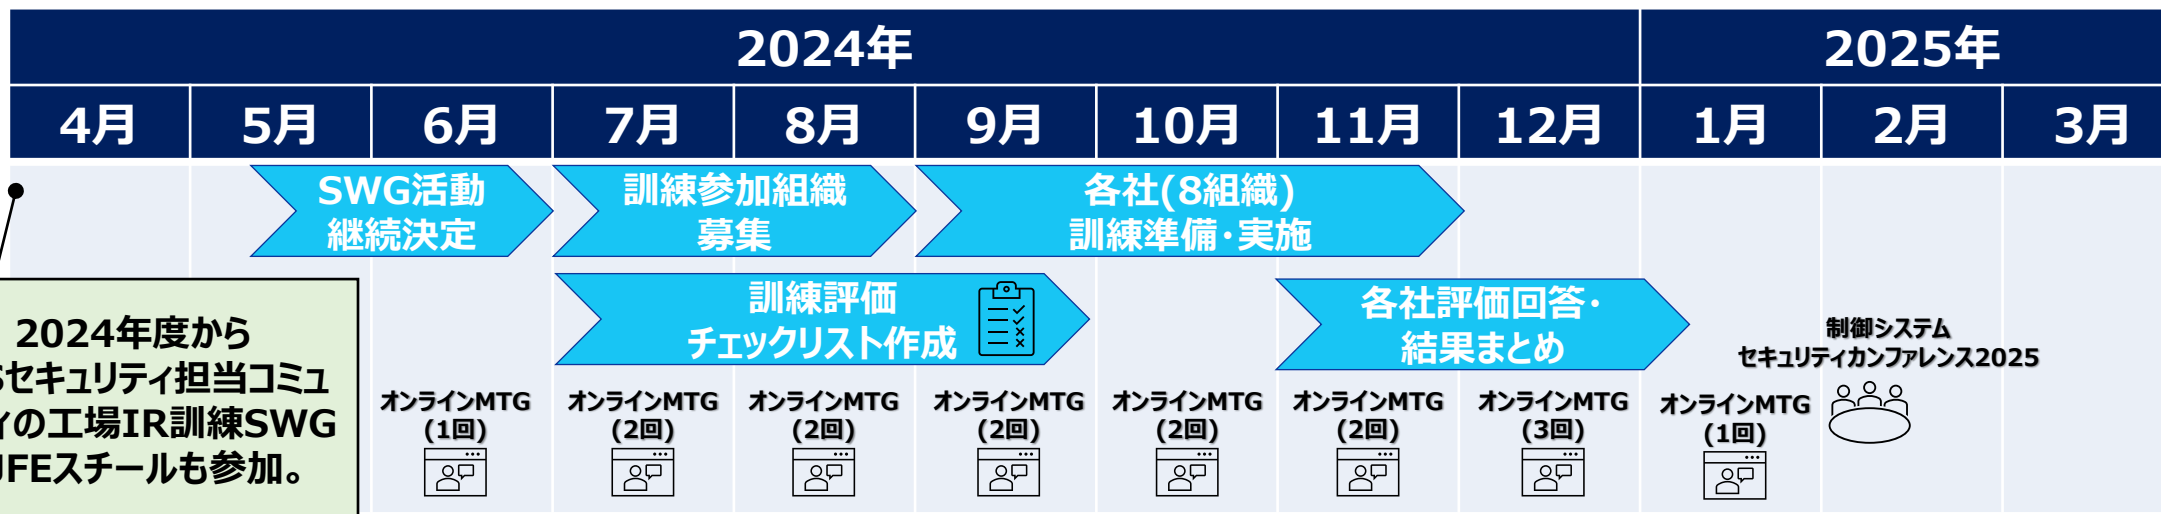 2024年
2025年
4月
5月
6月
7月
8月
9月
10月
11月
12月
1月
2月
3月
SWG活動
継続決定
訓練参加組織
募集
各社(8組織)
訓練準備・実施
訓練評価
チェックリスト作成
各社評価回答・
結果まとめ
2024年度から
Sセキュリティ担当コミュ
ィの工場IR訓練SWG
JFEスチールも参加。
制御システム
セキュリティカンファレンス2025
オンラインMTG
(1回)
オンラインMTG
(2回)
オンラインMTG
(2回)
オンラインMTG
(2回)
オンラインMTG
(2回)
オンラインMTG
(2回)
オンラインMTG
(3回)
オンラインMTG
(1回)